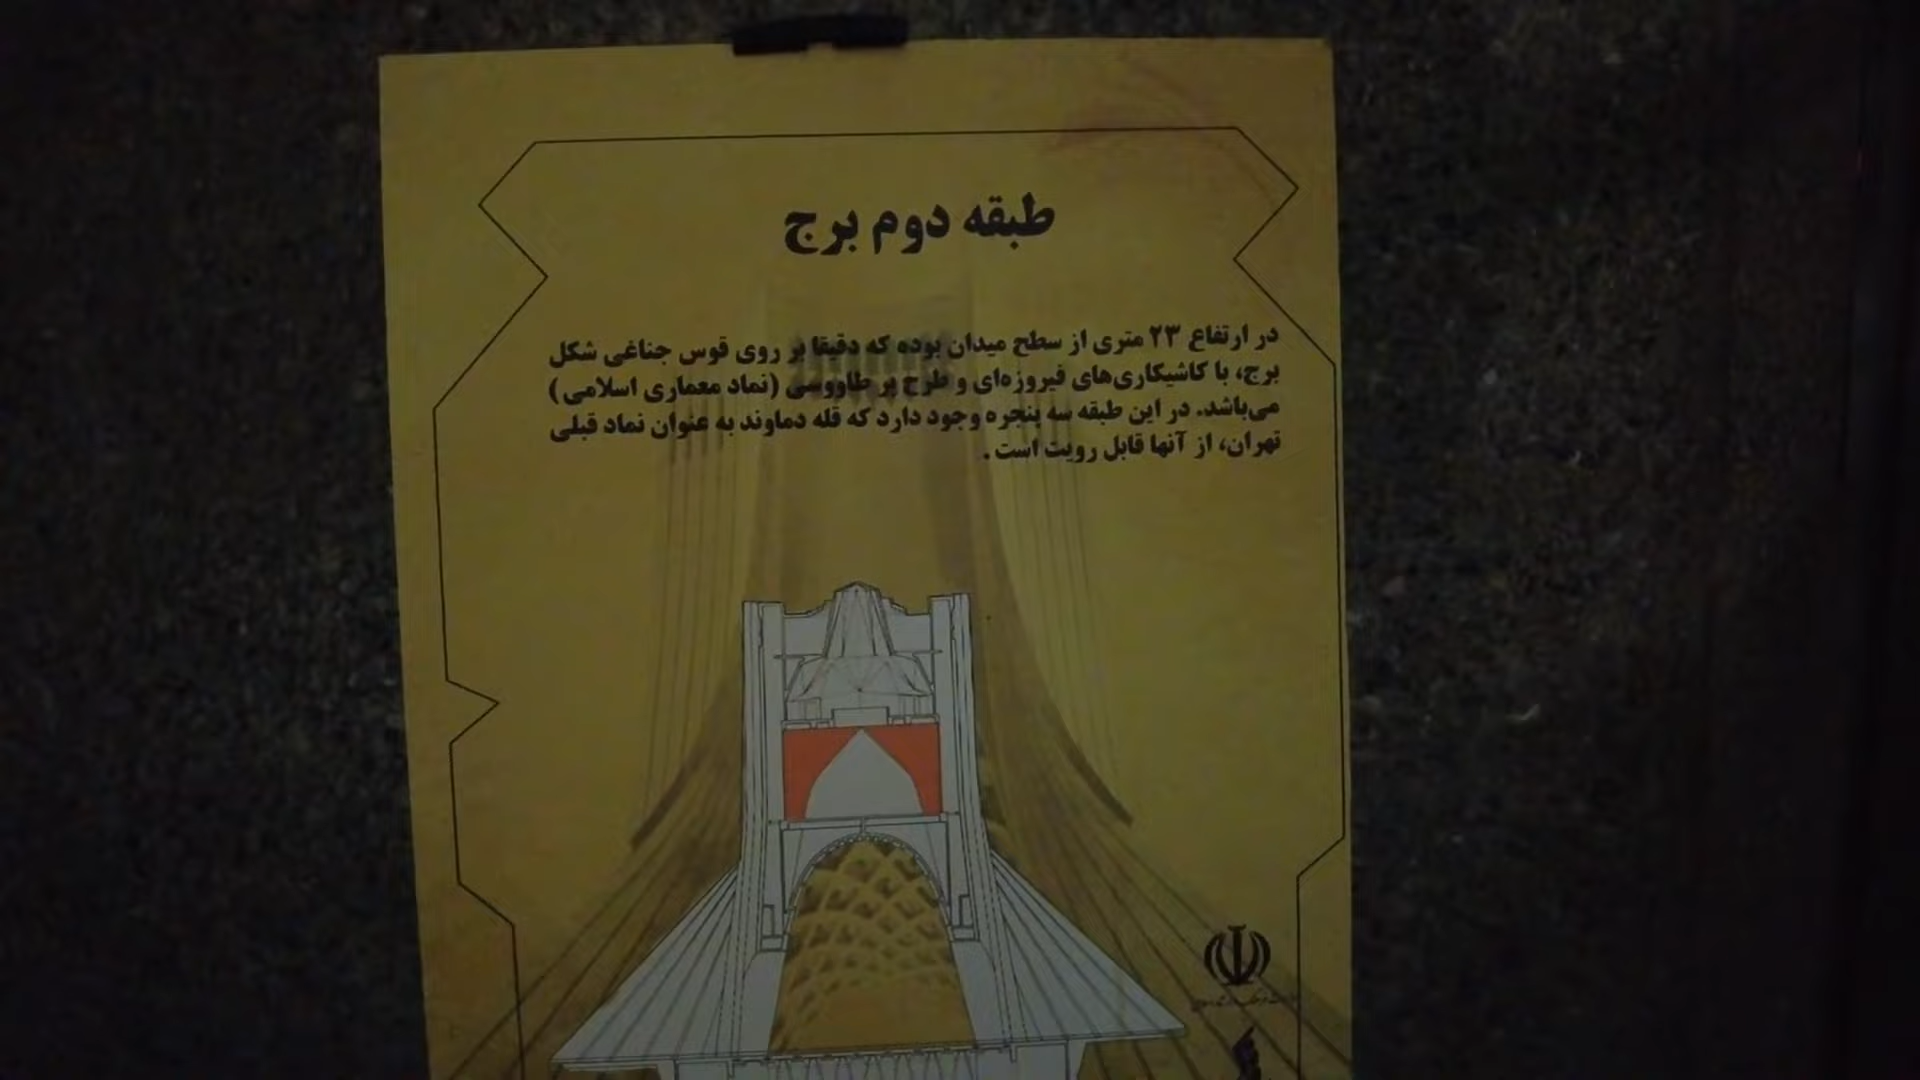 طبقه دوم برج
در ارتفاع ۲۳ متری از سطح میدان بوده که دقیقا بر روی قوس جناغی شکل
برج، با کاشیکاری‌های فیروزه‌ای و طرح پر طاووسی (نماد معماری اسلامی)
می‌باشد. در این طبقه سه پنجره وجود دارد که قله دماوند به عنوان نماد قبلی
تهران، از آنها قابل رویت است .